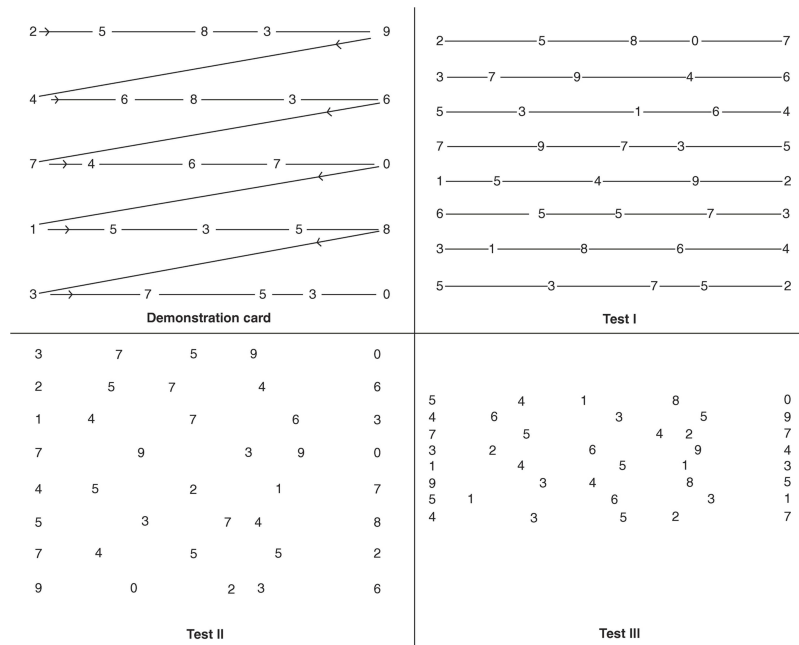 2 5 8 3 9
4 6 8 3 6
7 4 6 7 0
1 5 3 5 8
3 7 5 3 0
Demonstration card
2 5 8 0 7
3 7 9 4 6
5 3 1 6 4
7 9 7 3 5
1 5 4 9 2
6 5 5 7 3
3 1 8 6 4
5 3 7 5 2
Test I
3 7 5 9 0
2 5 7 4 6
1 4 7 6 3
7 9 3 9 0
4 5 2 1 7
5 3 7 4 8
7 4 5 5 2
9 0 2 3 6
Test II
5 4 1 8 0
4 6 3 5 9
7 5 4 2 7
3 2 6 9 4
1 4 5 1 3
9 3 4 8 5
5 1 6 3 1
4 3 5 2 7
Test III